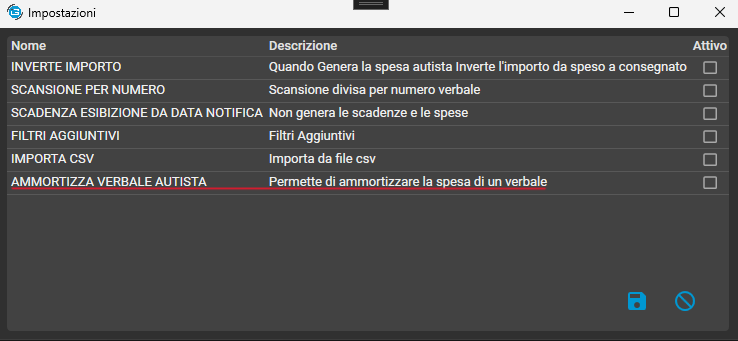 Impostazioni
Nome Descrizione Attivo
INVERTE IMPORTO Quando Genera la spesa autista Inverte l'importo da speso a consegnato
SCANSIONE PER NUMERO Scansione divisa per numero verbale
SCADENZA ESIBIZIONE DA DATA NOTIFICA Non genera le scadenze e le spese
FILTRI AGGIUNTIVI Filtri Aggiuntivi
IMPORTA CSV Importa da file csv
AMMORTIZZA VERBALE AUTISTA Permette di ammortizzare la spesa di un verbale